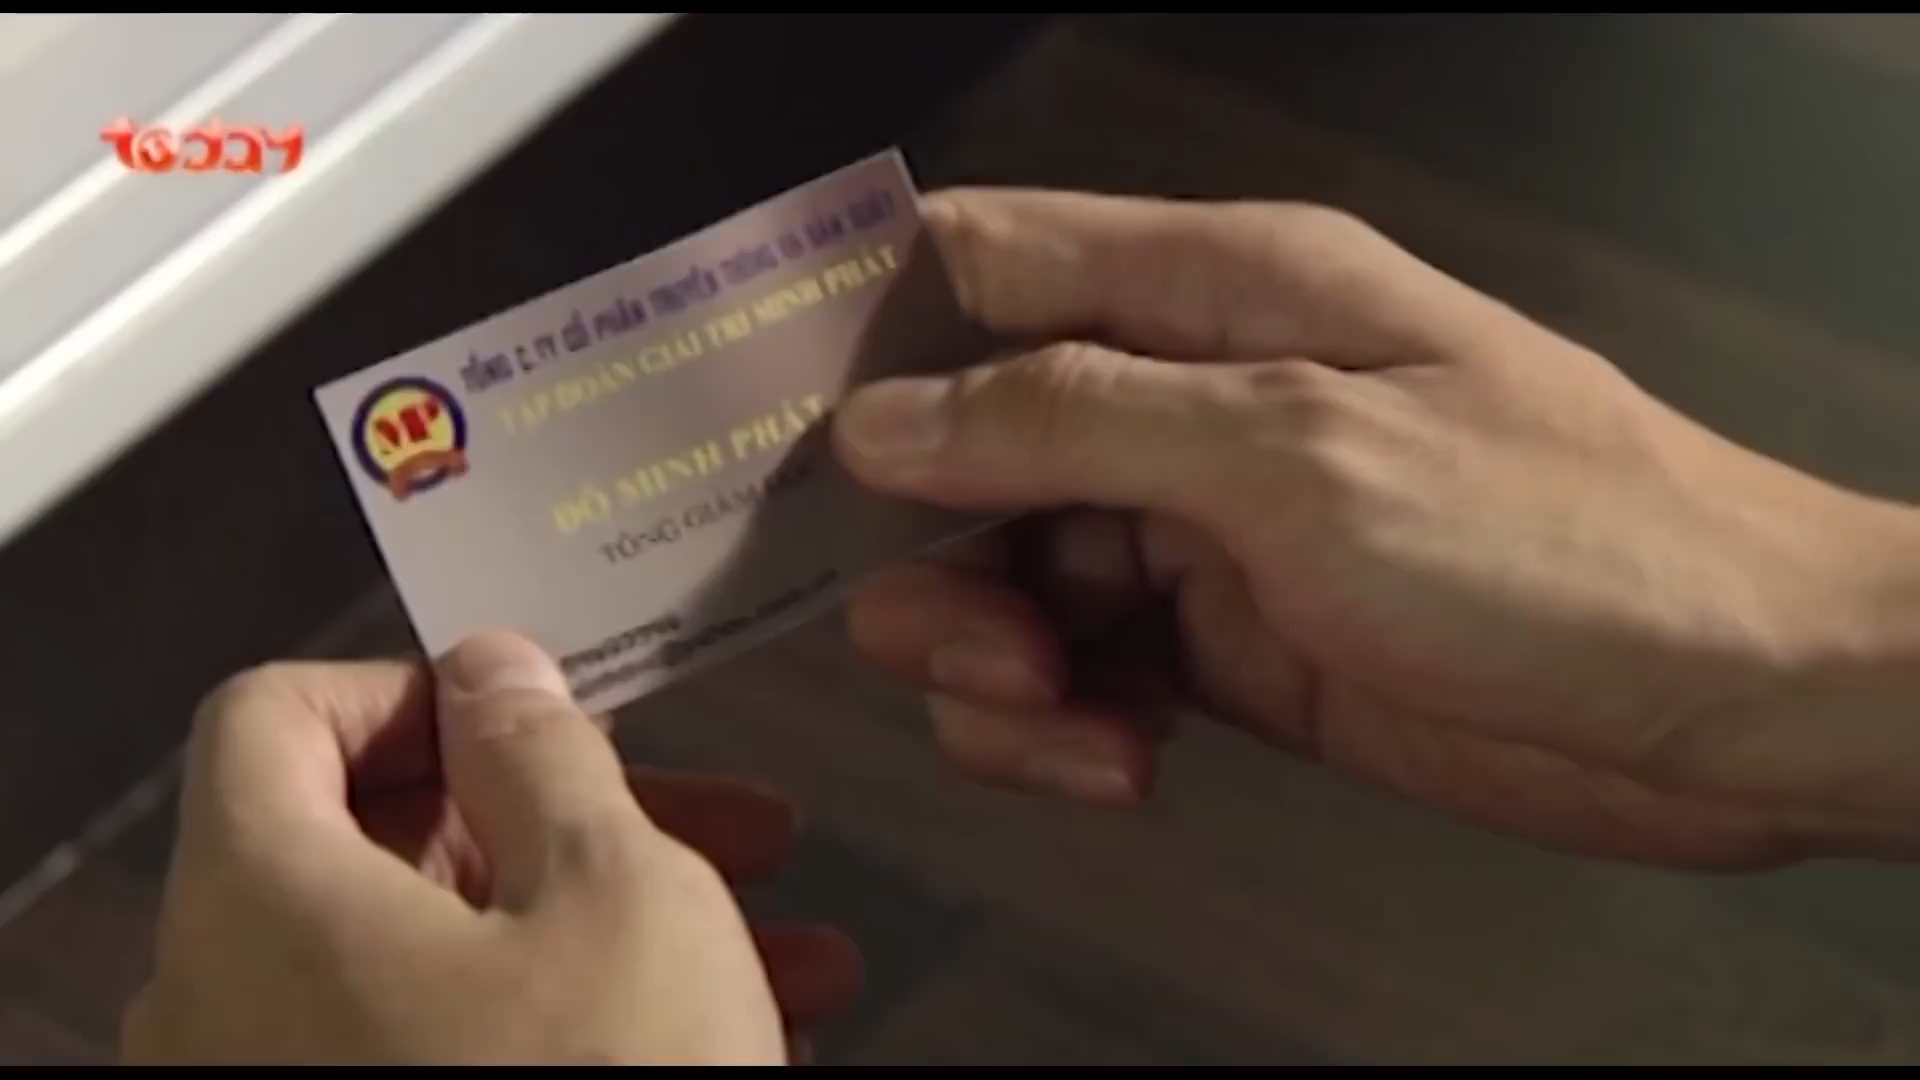 TODAY
TỔNG C.TY CỔ PHẦN TRUYỀN THÔNG VÀ SẢN XUẤT
TẬP ĐOÀN GIẢI TRÍ MINH PHÁT
MP
ĐỖ MINH PHÁT
TỔNG GIÁM ĐỐC